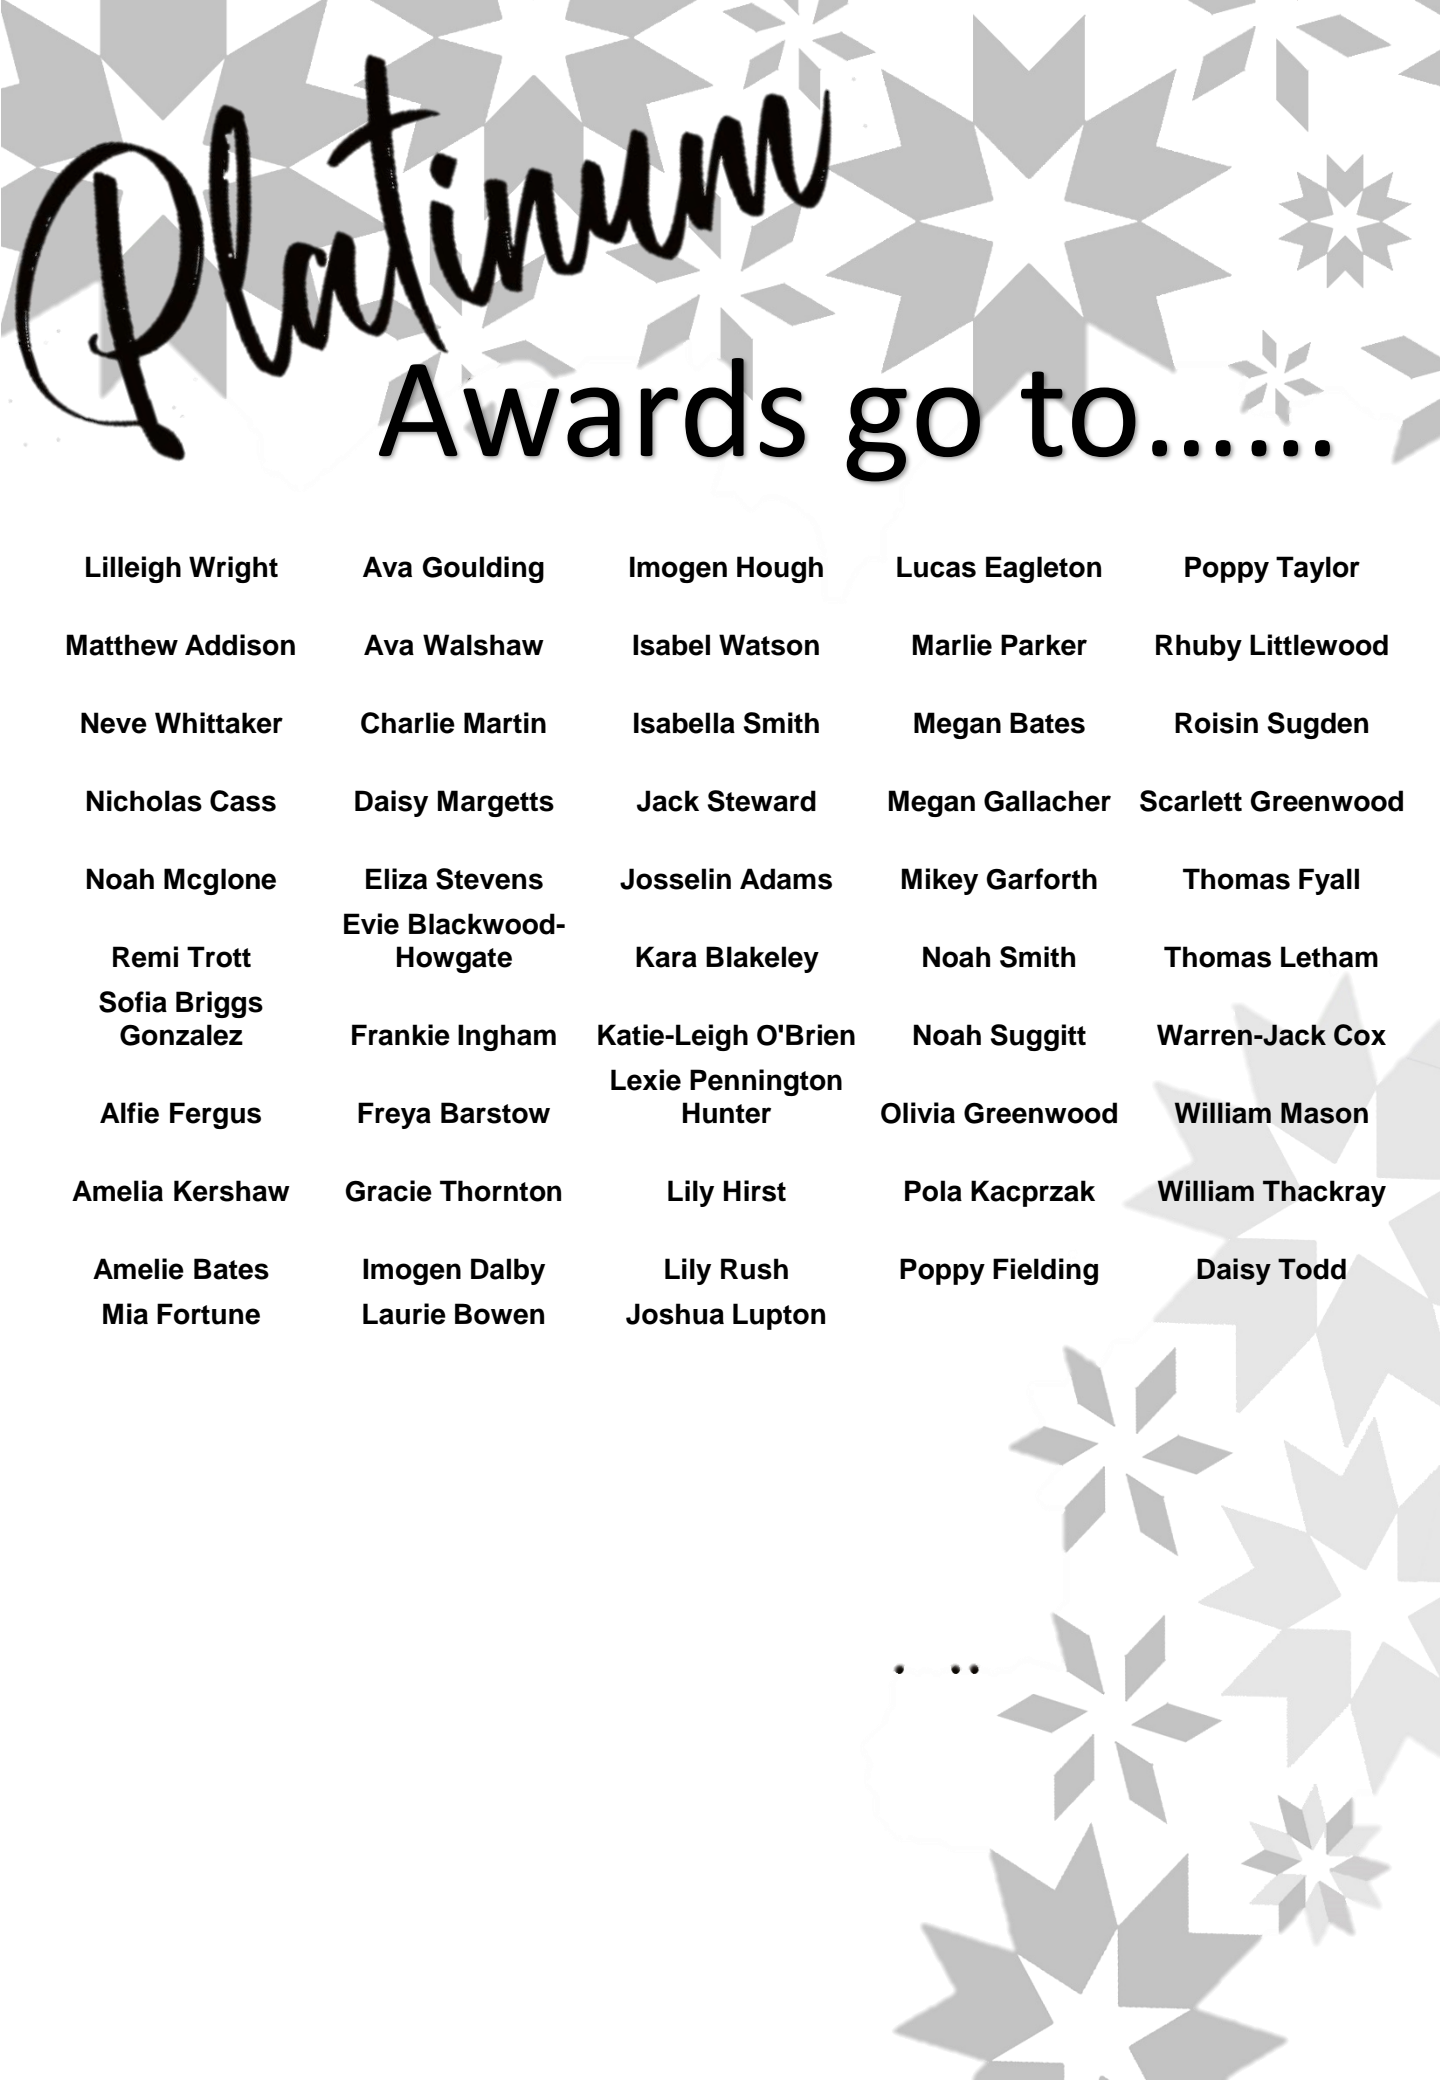 Platinum
Awards go to......
Lilleigh Wright Ava Goulding Imogen Hough Lucas Eagleton Poppy Taylor
Matthew Addison Ava Walshaw Isabel Watson Marlie Parker Rhuby Littlewood
Neve Whittaker Charlie Martin Isabella Smith Megan Bates Roisin Sugden
Nicholas Cass Daisy Margetts Jack Steward Megan Gallacher Scarlett Greenwood
Noah Mcglone Eliza Stevens Josselin Adams Mikey Garforth Thomas Fyall
Evie Blackwood-
Remi Trott Howgate Kara Blakeley Noah Smith Thomas Letham
Sofia Briggs
Gonzalez Frankie Ingham Katie-Leigh O'Brien Noah Suggitt Warren-Jack Cox
Lexie Pennington
Alfie Fergus Freya Barstow Hunter Olivia Greenwood William Mason
Amelia Kershaw Gracie Thornton Lily Hirst Pola Kacprzak William Thackray
Amelie Bates Imogen Dalby Lily Rush Poppy Fielding Daisy Todd
Mia Fortune Laurie Bowen Joshua Lupton